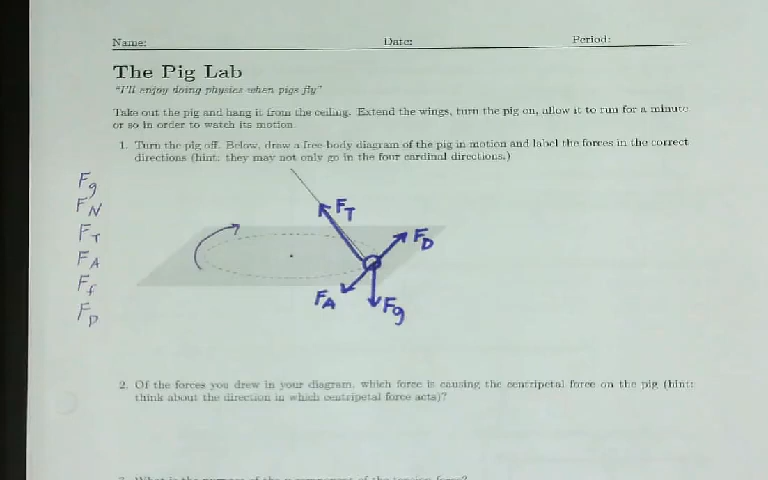 Name: Date: Period:
The Pig Lab
"I'll enjoy doing physics when pigs fly"
Take out the pig and hang it from the ceiling. Extend the wings, turn the pig on, allow it to run for a minute
or so in order to watch its motion.
1. Turn the pig off. Below, draw a free-body diagram of the pig in motion and label the forces in the correct
directions (hint: they may not only go in the four cardinal directions.)
Fg
FN
FT
FA
Ff
FD
FT
FD
FA
Fg
2. Of the forces you drew in your diagram, which force is causing the centripetal force on the pig (hint:
think about the direction in which centripetal force acts)?